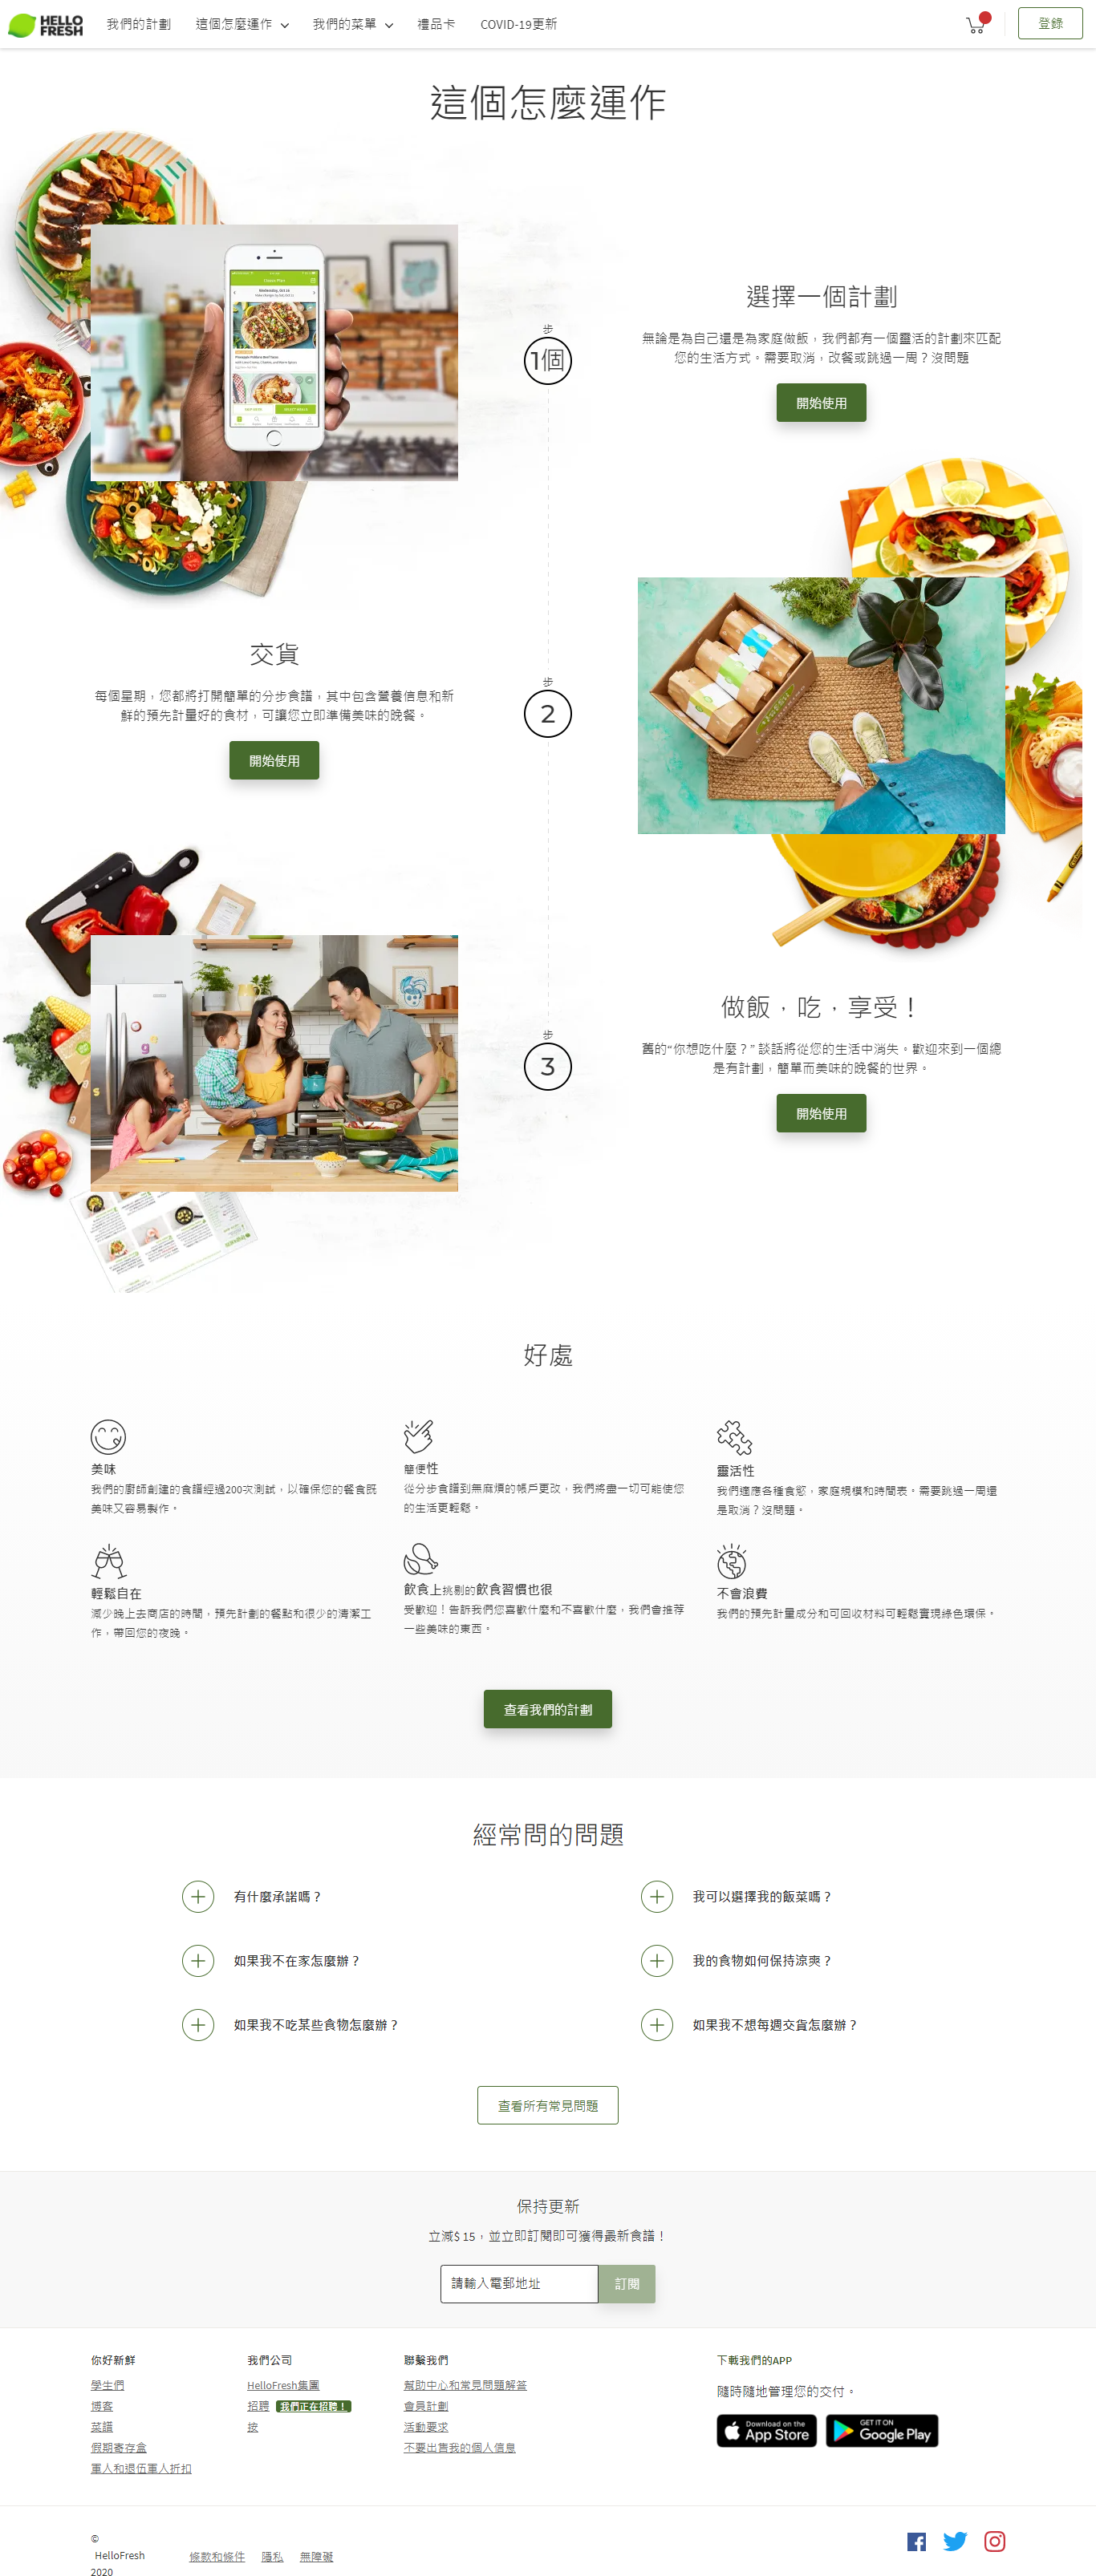 HELLO
FRESH
我們的計劃
這個怎麼運作
我們的菜單
禮品卡
COVID-19更新
登錄
這個怎麼運作
步
1個
選擇一個計劃
無論是為自己還是為家庭做飯，我們都有一個靈活的計劃來匹配
您的生活方式。需要取消，改餐或跳過一周？沒問題
開始使用
交貨
每個星期，您都將打開簡單的分步食譜，其中包含營養信息和新
鮮的預先計量好的食材，可讓您立即準備美味的晚餐。
開始使用
步
2
步
3
做飯，吃，享受！
舊的“你想吃什麼？” 談話將從您的生活中消失。歡迎來到一個總
是有計劃，簡單而美味的晚餐的世界。
開始使用
好處
美味
我們的廚師創建的食譜經過200次測試，以確保您的餐食既
美味又容易製作。
簡便性
從分步食譜到無麻煩的帳戶更改，我們將盡一切可能使您
的生活更輕鬆。
靈活性
我們適應各種食慾，家庭規模和時間表。需要跳過一周還
是取消？沒問題。
輕鬆自在
減少晚上去商店的時間，預先計劃的餐點和很少的清潔工
作，帶回您的夜晚。
飲食上挑剔的飲食習慣也很
受歡迎！告訴我們您喜歡什麼和不喜歡什麼，我們會推荐
一些美味的東西。
不會浪費
我們的預先計量成分和可回收材料可輕鬆實現綠色環保。
查看我們的計劃
經常問的問題
有什麼承諾嗎？
我可以選擇我的飯菜嗎？
如果我不在家怎麼辦？
我的食物如何保持涼爽？
如果我不吃某些食物怎麼辦？
如果我不想每週交貨怎麼辦？
查看所有常見問題
保持更新
立減$ 15，並立即訂閱即可獲得最新食譜！
請輸入電郵地址
訂閱
你好新鮮
學生們
博客
菜譜
假期寄存盒
軍人和退伍軍人折扣
我們公司
HelloFresh集團
招聘 我們正在招聘！
按
聯繫我們
幫助中心和常見問題解答
會員計劃
活動要求
不要出售我的個人信息
下載我們的APP
隨時隨地管理您的交付。
Download on the
App Store
GET IT ON
Google Play
©
HelloFresh
2020
條款和條件
隱私
無障礙